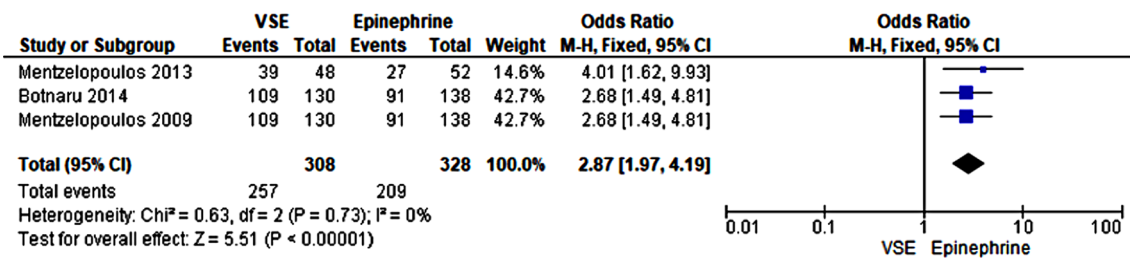 VSE Epinephrine Odds Ratio Odds Ratio
Study or Subgroup Events Total Events Total Weight M-H, Fixed, 95% CI M-H, Fixed, 95% CI
Mentzelopoulos 2013 39 48 27 52 14.6% 4.01 [1.62, 9.93]
Botnaru 2014 109 130 91 138 42.7% 2.68 [1.49, 4.81]
Mentzelopoulos 2009 109 130 91 138 42.7% 2.68 [1.49, 4.81]
Total (95% CI) 308 328 100.0% 2.87 [1.97, 4.19]
Total events 257 209
Heterogeneity: Chi² = 0.63, df = 2 (P = 0.73); I² = 0%
Test for overall effect: Z = 5.51 (P < 0.00001)
0.01 0.1 1 10 100
VSE Epinephrine